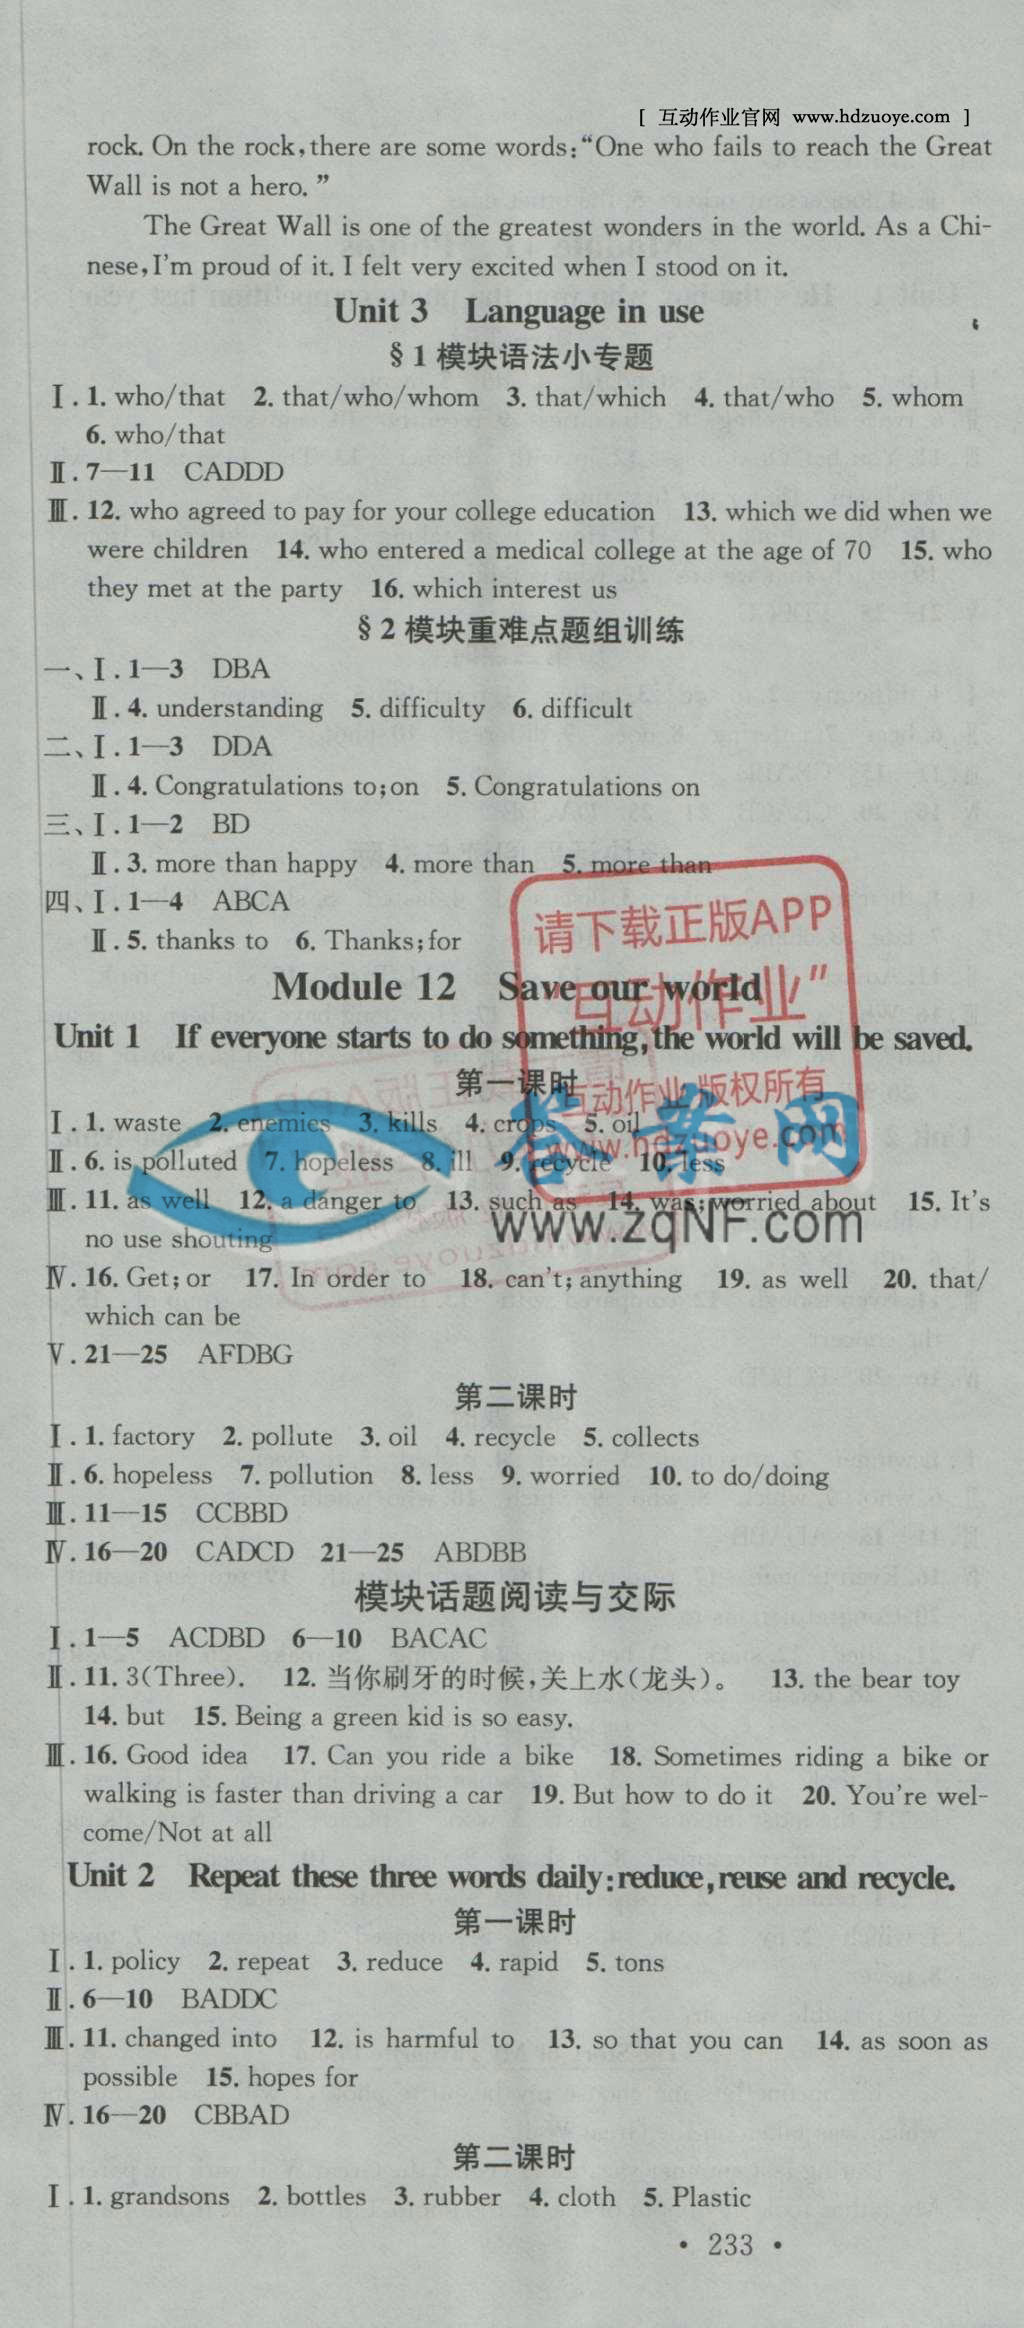 [ 互动作业官网 www.hdzuoye.com ]
rock. On the rock, there are some words: “One who fails to reach the Great
Wall is not a hero. ”
The Great Wall is one of the greatest wonders in the world. As a Chi-
nese, I'm proud of it. I felt very excited when I stood on it.
Unit 3 Language in use
§1模块语法小专题
Ⅰ. 1. who/that 2. that/who/whom 3. that/which 4. that/who 5. whom
6. who/that
Ⅱ. 7—11 CADDD
Ⅲ. 12. who agreed to pay for your college education 13. which we did when we
were children 14. who entered a medical college at the age of 70 15. who
they met at the party 16. which interest us
§2模块重难点题组训练
一、Ⅰ. 1—3 DBA
Ⅱ. 4. understanding 5. difficulty 6. difficult
二、Ⅰ. 1—3 DDA
Ⅱ. 4. Congratulations to; on 5. Congratulations on
三、Ⅰ. 1—2 BD
Ⅱ. 3. more than happy 4. more than 5. more than
四、Ⅰ. 1—4 ABCA
Ⅱ. 5. thanks to 6. Thanks; for
请下载正版APP
“互动作业”
互动作业 版权所有
www.hdzuoye.com
Module 12 Save our world
Unit 1 If everyone starts to do something, the world will be saved.
第一课时
Ⅰ. 1. waste 2. enemies 3. kills 4. crops 5. oil
Ⅱ. 6. is polluted 7. hopeless 8. ill 9. recycle 10. less
答案网
www.zqNF.com
Ⅲ. 11. as well 12. a danger to 13. such as 14. was; worried about 15. It's
no use shouting
Ⅳ. 16. Get; or 17. In order to 18. can't; anything 19. as well 20. that/
which can be
Ⅴ. 21—25 AFDBG
第二课时
Ⅰ. 1. factory 2. pollute 3. oil 4. recycle 5. collects
Ⅱ. 6. hopeless 7. pollution 8. less 9. worried 10. to do/doing
Ⅲ. 11—15 CCBBD
Ⅳ. 16—20 CADCD 21—25 ABDBB
模块话题阅读与交际
Ⅰ. 1—5 ACDBD 6—10 BACAC
Ⅱ. 11. 3(Three). 12. 当你刷牙的时候,关上水(龙头)。 13. the bear toy
14. but 15. Being a green kid is so easy.
Ⅲ. 16. Good idea 17. Can you ride a bike 18. Sometimes riding a bike or
walking is faster than driving a car 19. But how to do it 20. You're wel-
come/Not at all
Unit 2 Repeat these three words daily: reduce, reuse and recycle.
第一课时
Ⅰ. 1. policy 2. repeat 3. reduce 4. rapid 5. tons
Ⅱ. 6—10 BADDC
Ⅲ. 11. changed into 12. is harmful to 13. so that you can 14. as soon as
possible 15. hopes for
Ⅳ. 16—20 CBBAD
第二课时
Ⅰ. 1. grandsons 2. bottles 3. rubber 4. cloth 5. Plastic
• 233 •